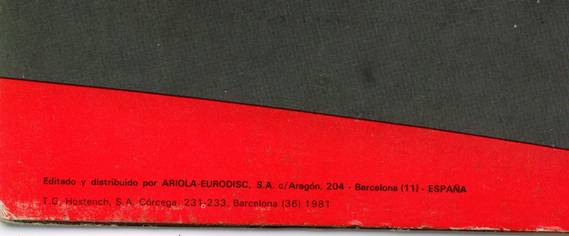 Editado y distribuido por ARIOLA-EURODISC, S.A. c/Aragón, 204 - Barcelona (11) - ESPAÑA
T.G. Hostench, S.A. Córcega, 231-233, Barcelona (36) 1981